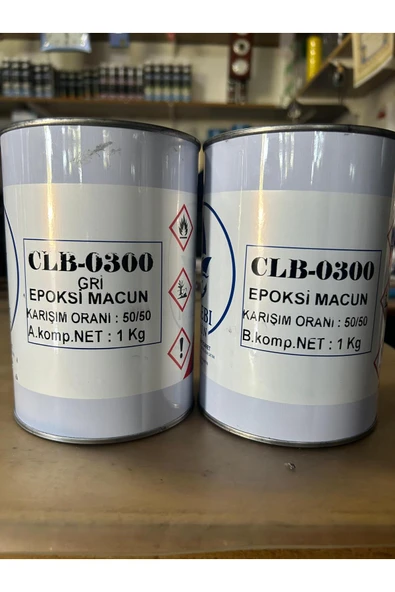 CLB-0300
GRİ
EPOKSİ MACUN
KARIŞIM ORANI : 50/50
A.komp.NET : 1 Kg
CLB-0300
EPOKSİ MACUN
KARIŞIM ORANI : 50/50
B.komp.NET : 1 Kg